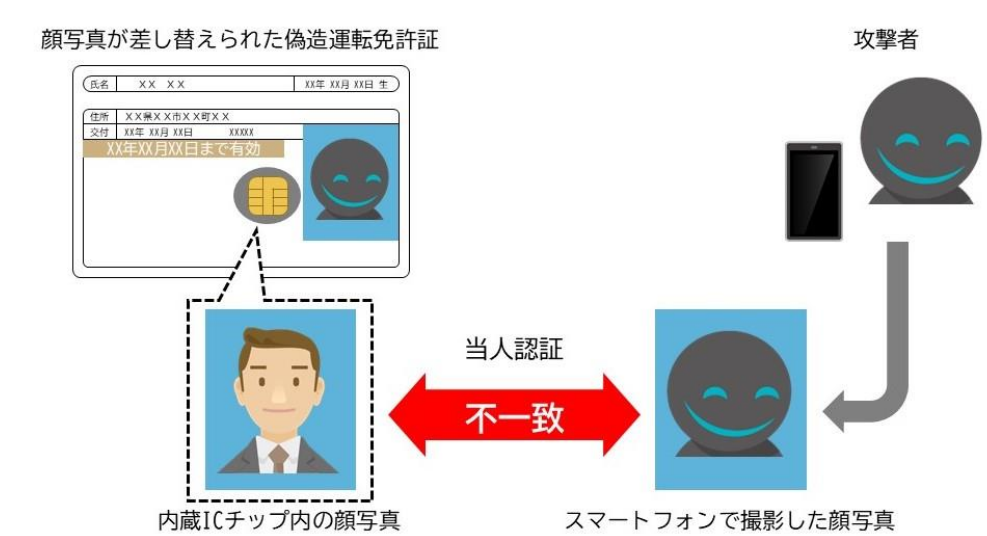 顔写真が差し替えられた偽造運転免許証
攻撃者
氏名 XX XX XX年 XX月 XX日 生
住所 XX県XX市XX町XX
交付 XX年 XX月 XX日 XXXXX
XX年XX月XX日まで有効
当人認証
不一致
内蔵ICチップ内の顔写真
スマートフォンで撮影した顔写真